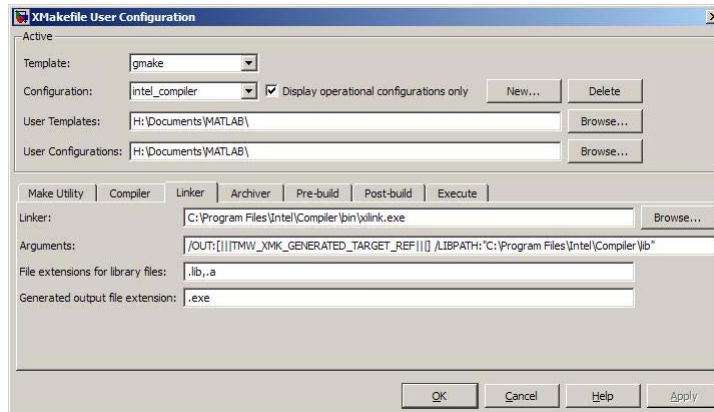 XMakefile User Configuration
Active
Template: gmake
Configuration: intel_compiler Display operational configurations only New... Delete
User Templates: H:\Documents\MATLAB\ Browse...
User Configurations: H:\Documents\MATLAB\ Browse...
Make Utility Compiler Linker Archiver Pre-build Post-build Execute
Linker: C:\Program Files\Intel\Compiler\bin\xilink.exe Browse...
Arguments: /OUT:[|||TMW_XMK_GENERATED_TARGET_REF|||] /LIBPATH:"C:\Program Files\Intel\Compiler\lib"
File extensions for library files: .lib,.a
Generated output file extension: .exe
OK Cancel Help Apply